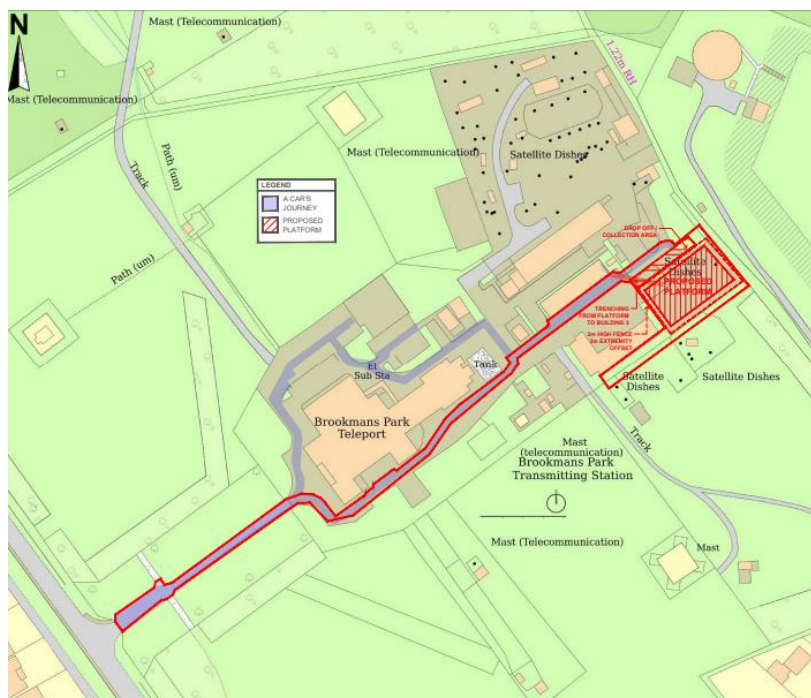 Mast (Telecommunication)
N
Mast (Telecommunication)
1.22m RH
Path (um)
Track
Mast (Telecommunication)
Satellite Dishes
LEGEND
A CAR'S
JOURNEY
PROPOSED
PLATFORM
Path (um)
DROP OFF /
COLLECTION AREA
Satellite
Dishes
PROPOSED
PLATFORM
TRENCHING
FROM PLATFORM
TO BUILDING 3
2m HIGH FENCE
2m EXTREMITY
OFFSET
El
Sub Sta
Tank
Satellite
Dishes
Satellite Dishes
Brookmans Park
Teleport
Track
Mast
(telecommunication)
Brookmans Park
Transmitting Station
Mast (Telecommunication)
Mast